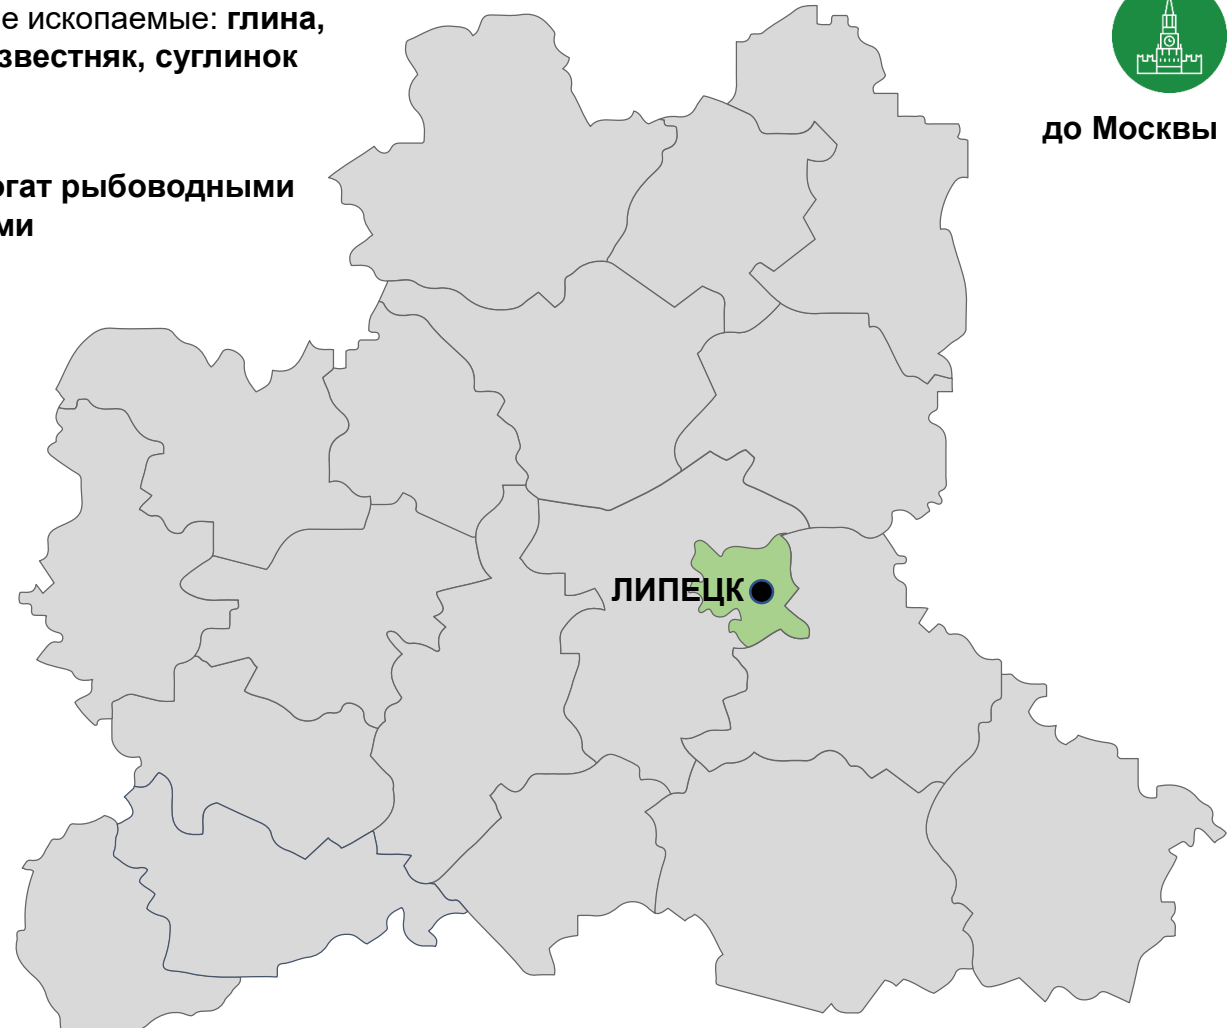 е ископаемые: глина,
звестняк, суглинок
до Москвы
огат рыбоводными
ми
ЛИПЕЦК